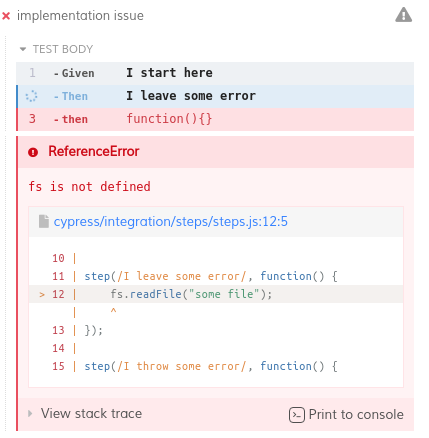 implementation issue
TEST BODY
1 - Given I start here
- Then I leave some error
3 - then function(){}
ReferenceError
fs is not defined
cypress/integration/steps/steps.js:12:5
10 |
11 | step(/I leave some error/, function() {
> 12 | fs.readFile("some file");
| ^
13 | });
14 |
15 | step(/I throw some error/, function() {
View stack trace
Print to console